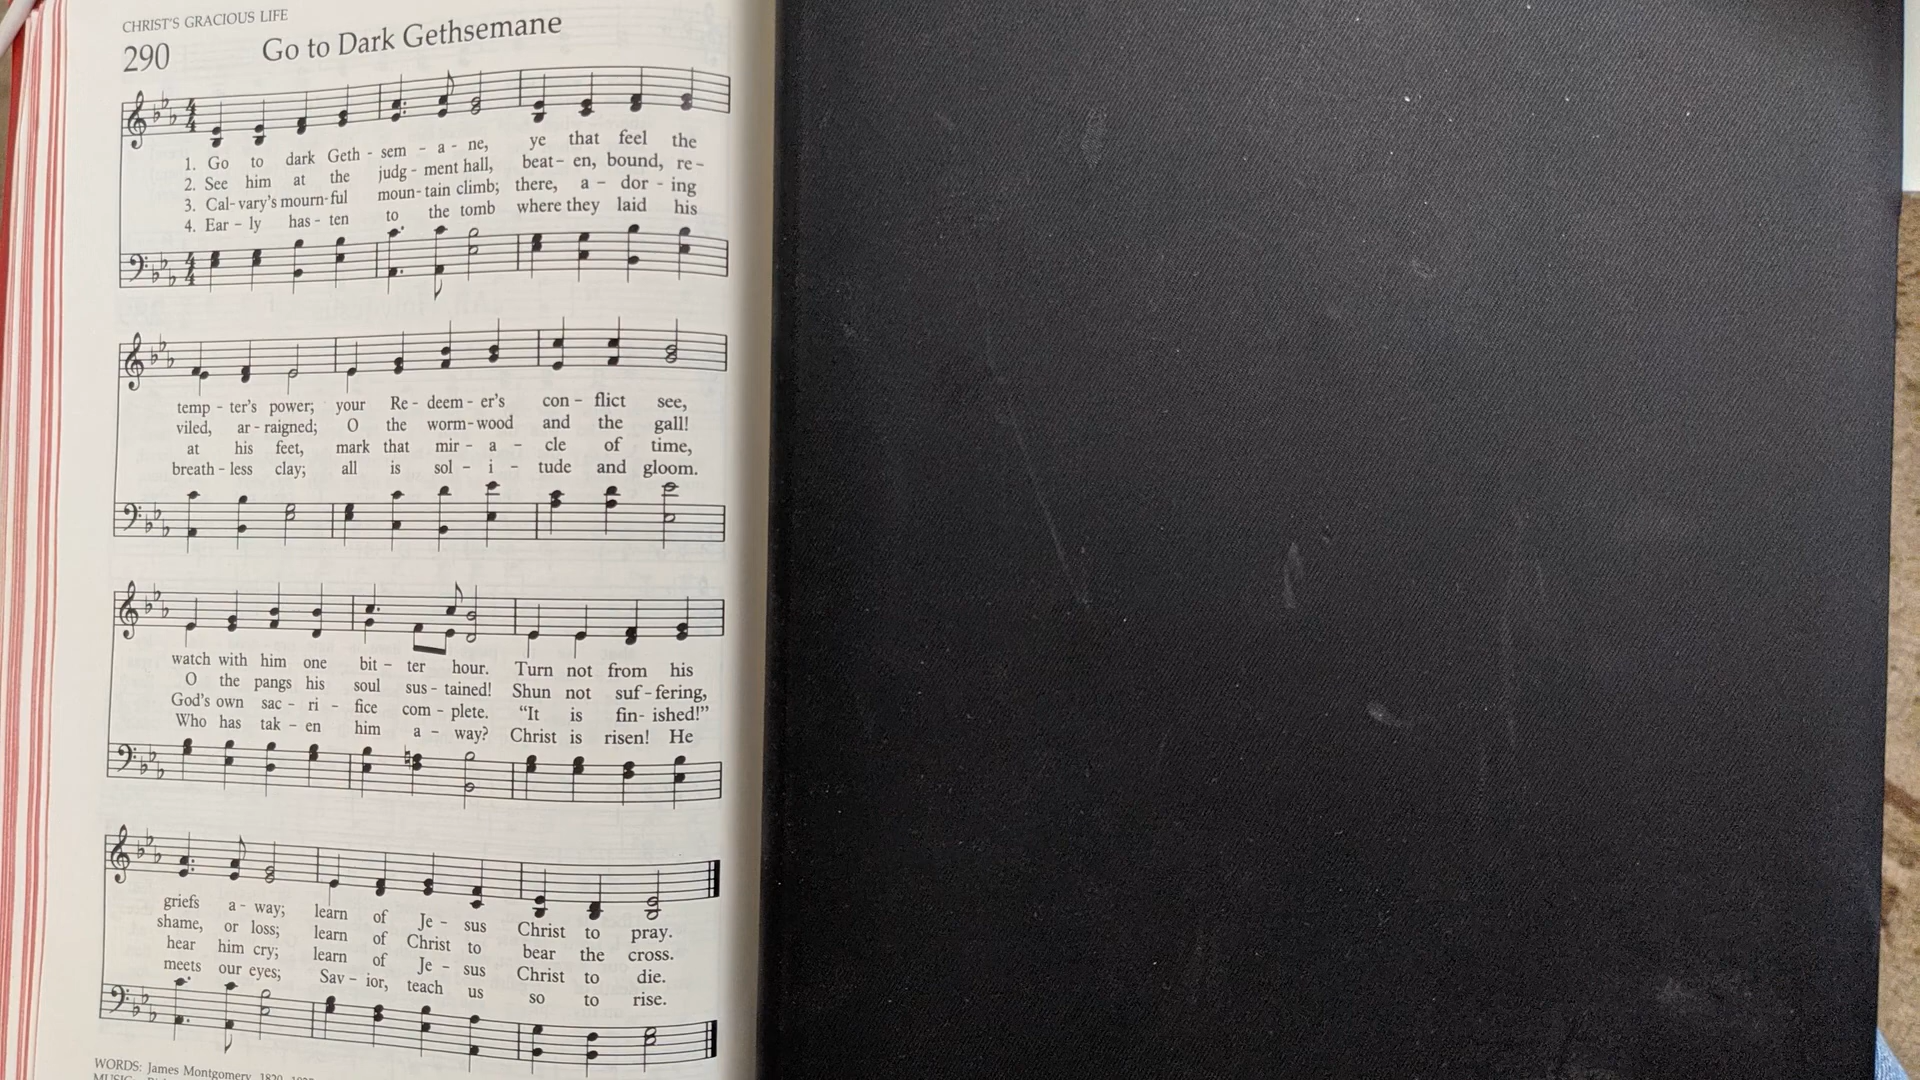 CHRIST'S GRACIOUS LIFE
290 Go to Dark Gethsemane
1. Go to dark Geth - sem - a - ne, ye that feel the
2. See him at the judg - ment hall, beat - en, bound, re -
3. Cal - vary's mourn - ful moun - tain climb; there, a - dor - ing
4. Ear - ly has - ten to the tomb where they laid his
temp - ter's power; your Re - deem - er's con - flict see,
viled, ar - raigned; O the worm - wood and the gall!
at his feet, mark that mir - a - cle of time,
breath - less clay; all is sol - i - tude and gloom.
watch with him one bit - ter hour. Turn not from his
O the pangs his soul sus - tained! Shun not suf - fering,
God's own sac - ri - fice com - plete. "It is fin - ished!"
Who has tak - en him a - way? Christ is risen! He
griefs a - way; learn of Je - sus Christ to pray.
shame, or loss; learn of Christ to bear the cross.
hear him cry; learn of Je - sus Christ to die.
meets our eyes; Sav - ior, teach us so to rise.
WORDS: James Montgomery, 1820,
MUSIC: